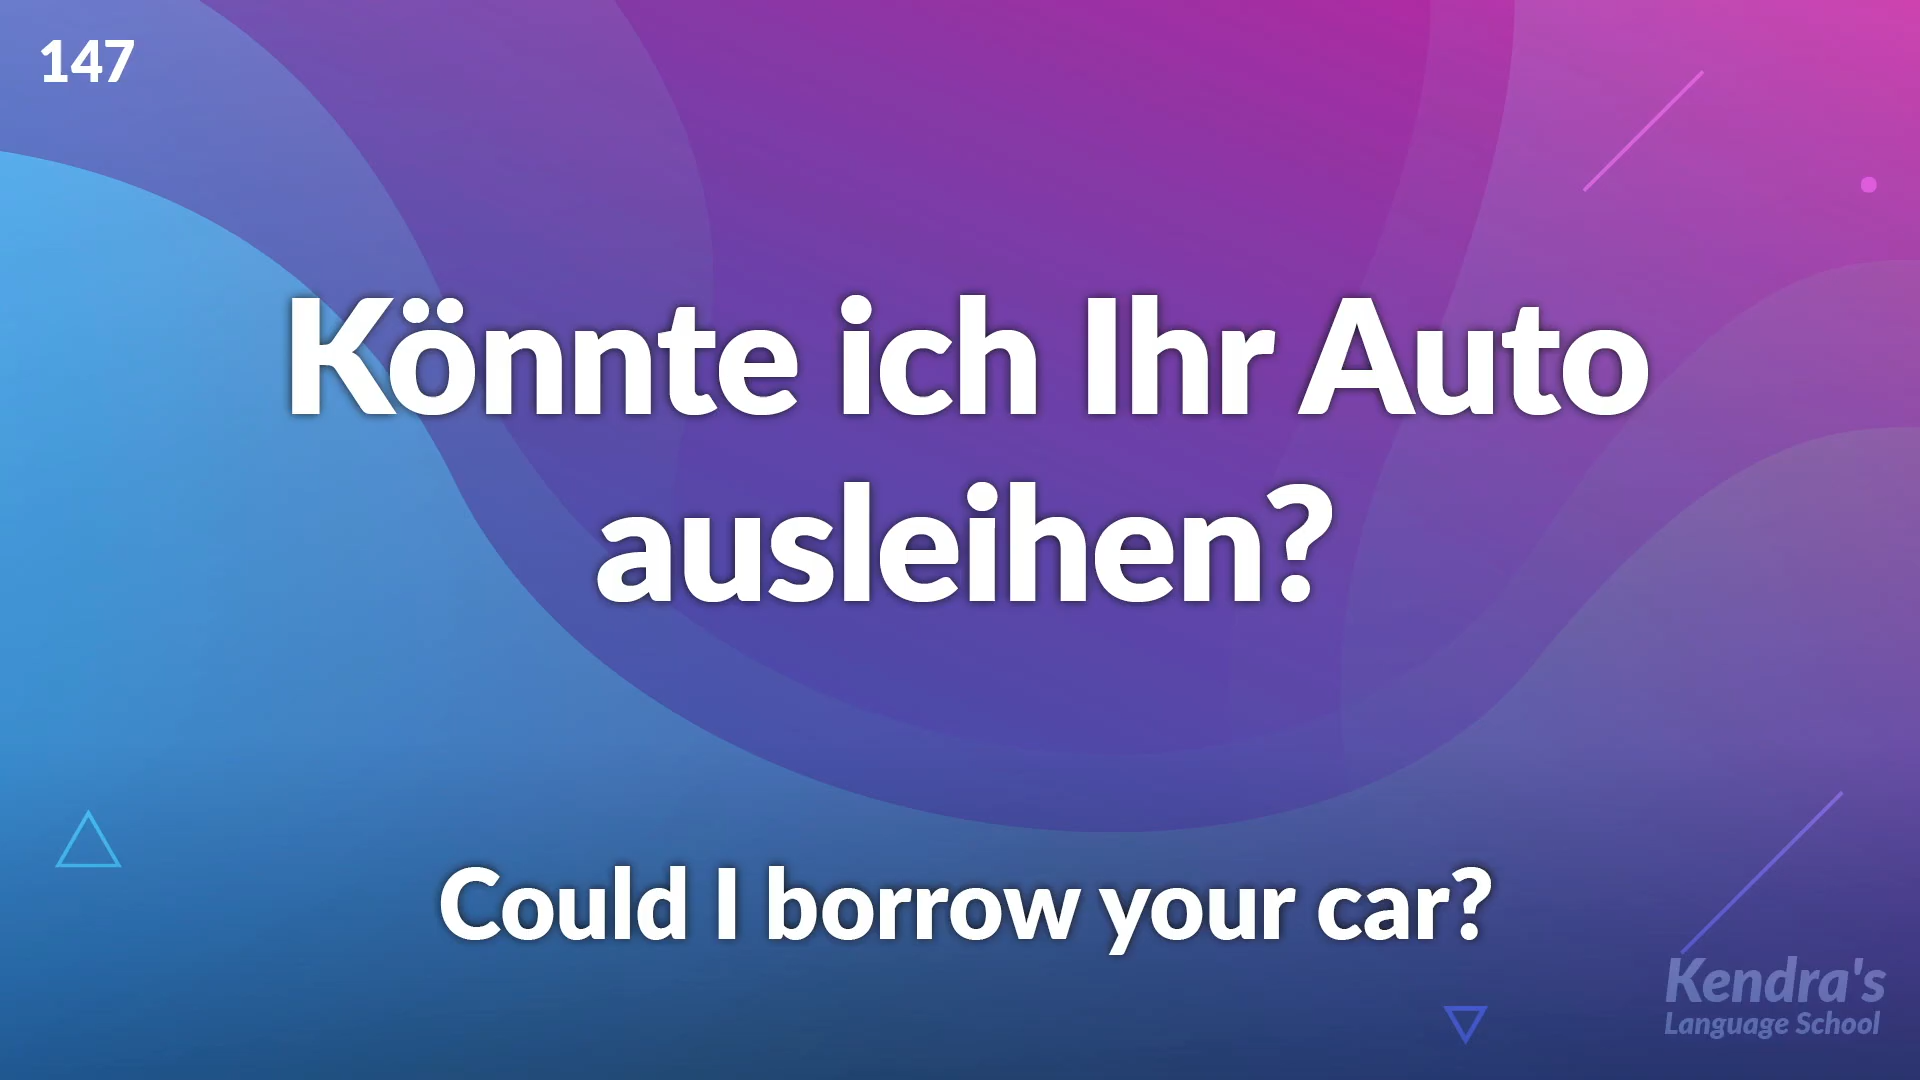 147
Könnte ich Ihr Auto
ausleihen?
Could I borrow your car?
Kendra's
Language School